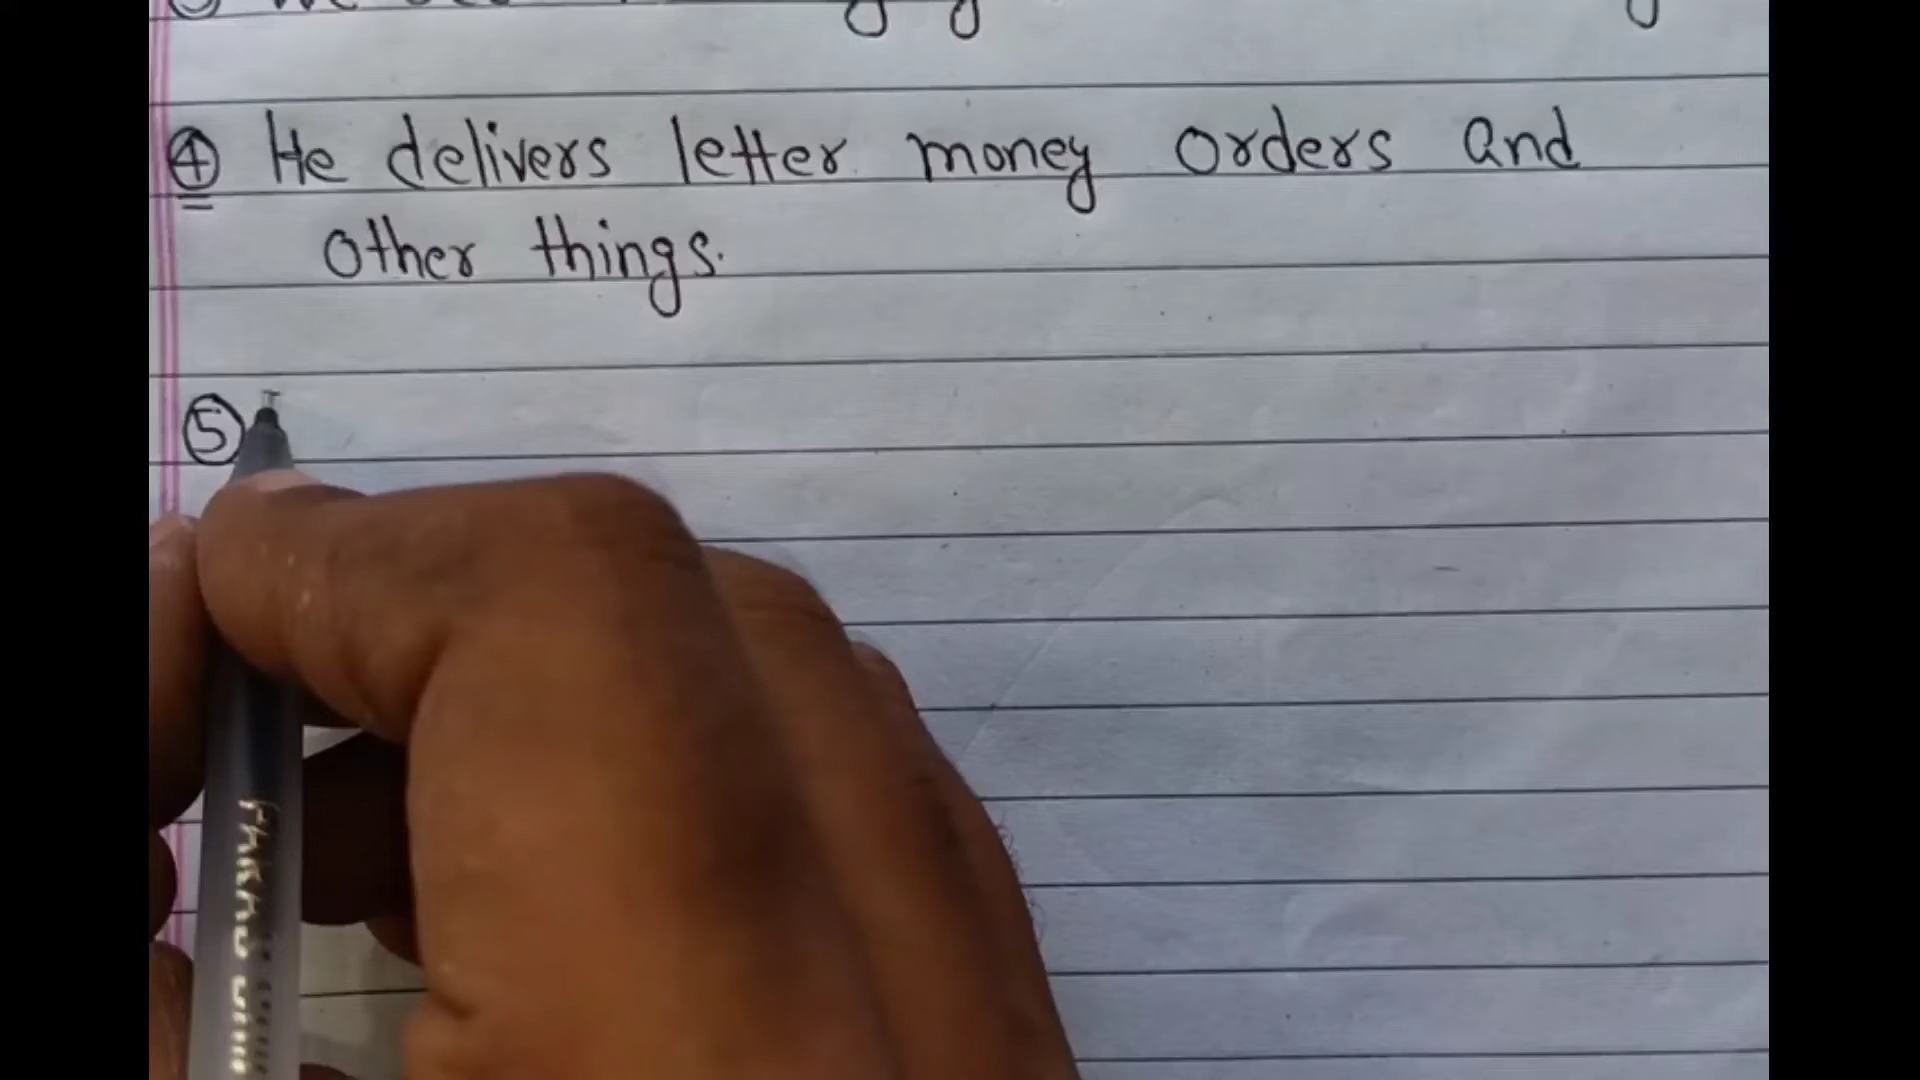 ④ He delivers letter money orders and
other things.
⑤